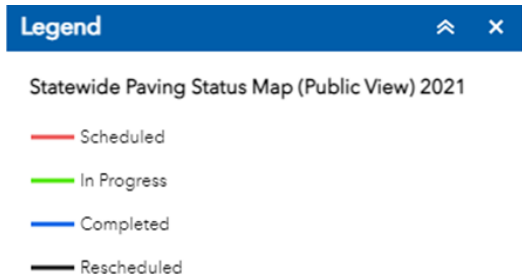 Legend
Statewide Paving Status Map (Public View) 2021
Scheduled
In Progress
Completed
Rescheduled